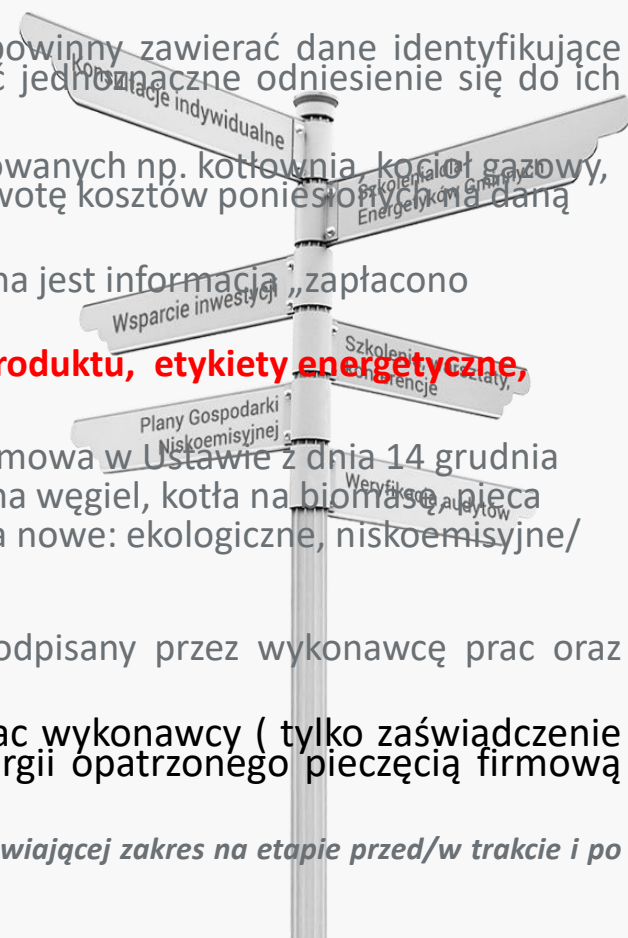 powinny zawierać dane identyfikujące
jednoznaczne odniesienie się do ich
Konsultacje indywidualne
owanych np. kotłownia, kocioł gazowy,
wotę kosztów poniesionych na daną
Szkolenia dla
Energetyków Gminnych
na jest informacja „zapłacono
Wsparcie inwestycji
roduktu, etykiety energetyczne,
Szkolenia, warsztaty,
konferencje
Plany Gospodarki
Niskoemisyjnej
mowa w Ustawie z dnia 14 grudnia
na węgiel, kotła na biomasę, pieca
Weryfikacja audytów
a nowe: ekologiczne, niskoemisyjne/
odpisany przez wykonawcę prac oraz
ac wykonawcy ( tylko zaświadczenie
rgii opatrzonego pieczęcią firmową
wiającej zakres na etapie przed/w trakcie i po